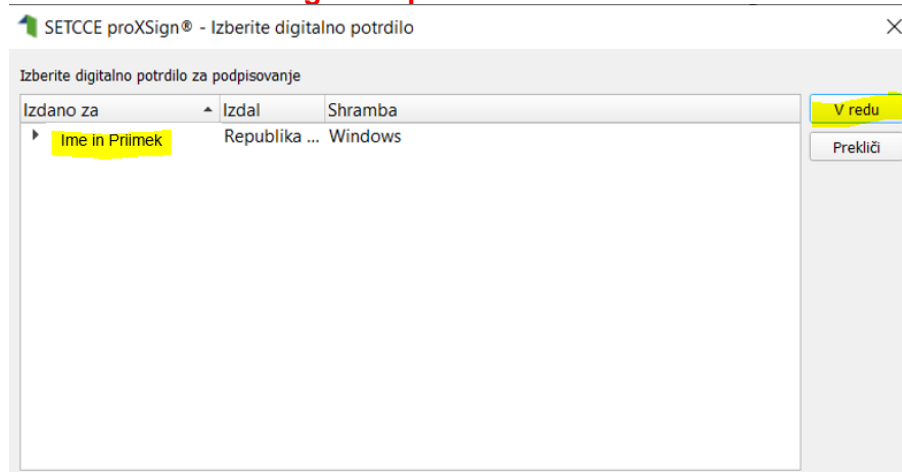 SETCCE proXSign® - Izberite digitalno potrdilo
Izberite digitalno potrdilo za podpisovanje
Izdano za Izdal Shramba V redu
Ime in Priimek Republika ... Windows
Prekliči